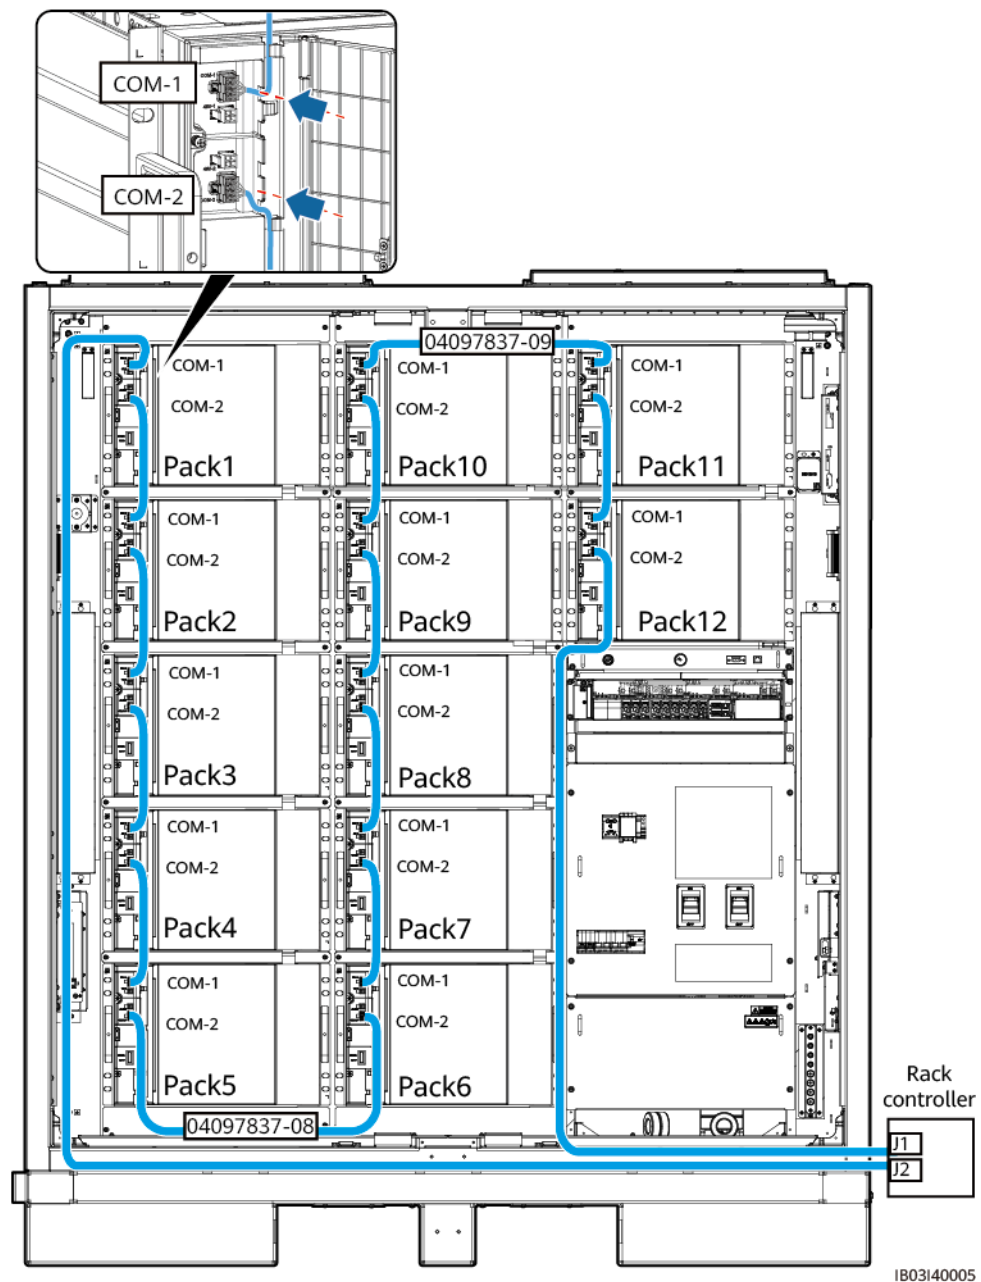 COM-1
COM-2
04097837-09
COM-1
COM-2
Pack1
COM-1
COM-2
Pack10
COM-1
COM-2
Pack11
COM-1
COM-2
Pack2
COM-1
COM-2
Pack9
COM-1
COM-2
Pack12
COM-1
COM-2
Pack3
COM-1
COM-2
Pack8
COM-1
COM-2
Pack4
COM-1
COM-2
Pack7
COM-1
COM-2
Pack5
COM-1
COM-2
Pack6
04097837-08
Rack
controller
J1
J2
IB03I40005